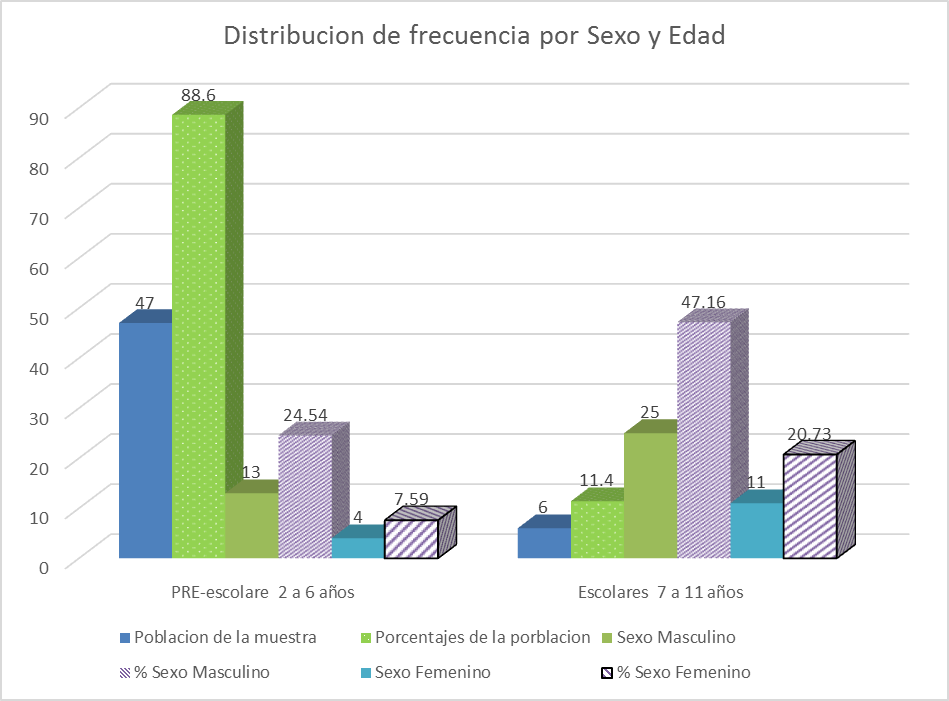 Distribucion de frecuencia por Sexo y Edad
90
80
70
60
50
40
30
20
10
0
47
88.6
13
24.54
4
7.59
6
11.4
25
47.16
11
20.73
PRE-escolare 2 a 6 años
Escolares 7 a 11 años
Poblacion de la muestra
Porcentajes de la porblacion
Sexo Masculino
% Sexo Masculino
Sexo Femenino
% Sexo Femenino